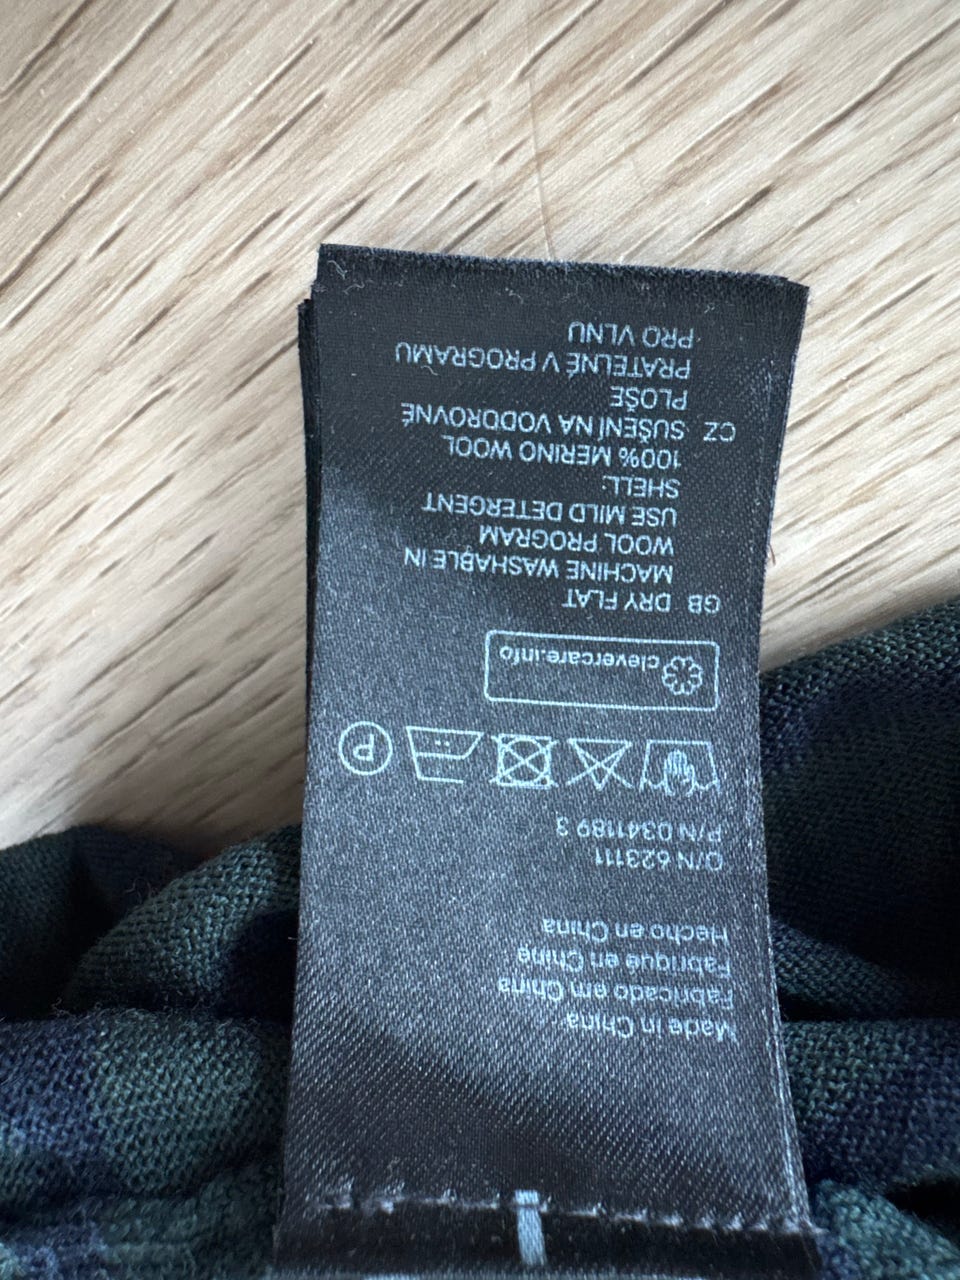 Made in China
Fabricado em China
Fabriqué en Chine
Hecho en China
O/N 623111
P/N 0341189 3
P
clevercare.info
GB DRY FLAT
MACHINE WASHABLE IN
WOOL PROGRAM
USE MILD DETERGENT
SHELL:
100% MERINO WOOL
CZ SUŠENÍ NA VODOROVNÉ
PLOŠE
PRATELNÉ V PROGRAMU
PRO VLNU